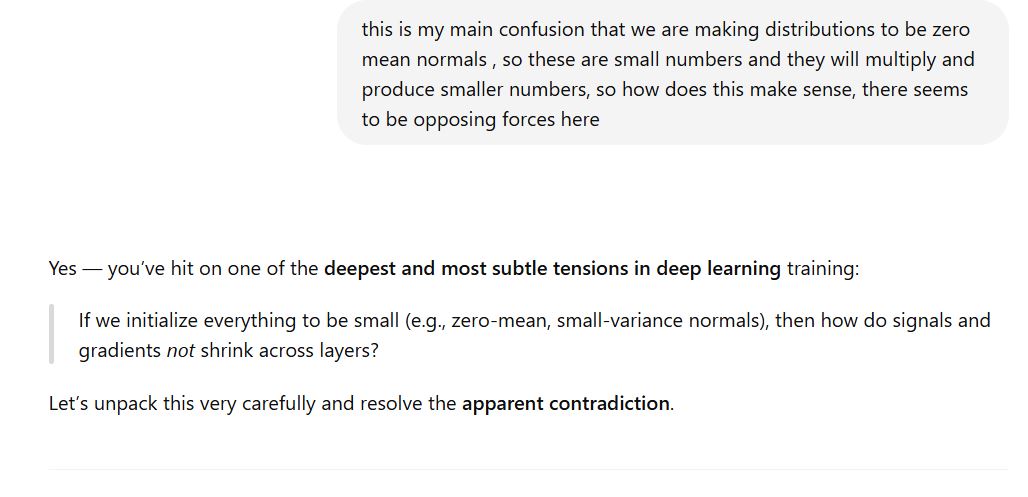 this is my main confusion that we are making distributions to be zero
mean normals , so these are small numbers and they will multiply and
produce smaller numbers, so how does this make sense, there seems
to be opposing forces here
Yes — you’ve hit on one of the deepest and most subtle tensions in deep learning training:
If we initialize everything to be small (e.g., zero-mean, small-variance normals), then how do signals and
gradients not shrink across layers?
Let’s unpack this very carefully and resolve the apparent contradiction.